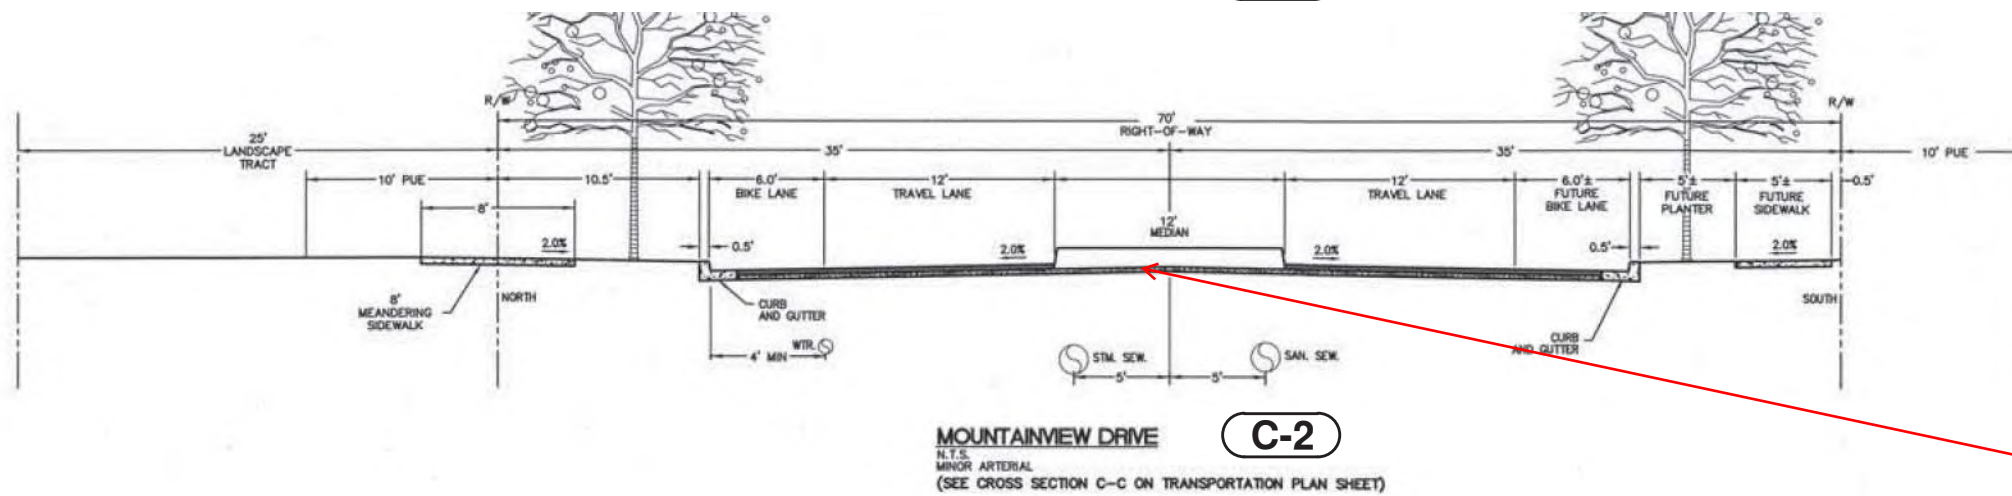 R/W
R/W
70'
RIGHT-OF-WAY
25'
LANDSCAPE
TRACT
35'
35'
10' PUE
10' PUE
10.5'
6.0'
BIKE LANE
12'
TRAVEL LANE
12'
MEDIAN
12'
TRAVEL LANE
6.0'±
FUTURE
BIKE LANE
5'±
FUTURE
PLANTER
5'±
FUTURE
SIDEWALK
0.5'
8'
2.0%
0.5'
2.0%
2.0%
0.5'
2.0%
8'
MEANDERING
SIDEWALK
NORTH
CURB
AND GUTTER
SOUTH
4' MIN
WTR.
STM. SEW.
SAN. SEW.
5'
5'
CURB
AND GUTTER
MOUNTAINVIEW DRIVE
C-2
N.T.S.
MINOR ARTERIAL
(SEE CROSS SECTION C-C ON TRANSPORTATION PLAN SHEET)